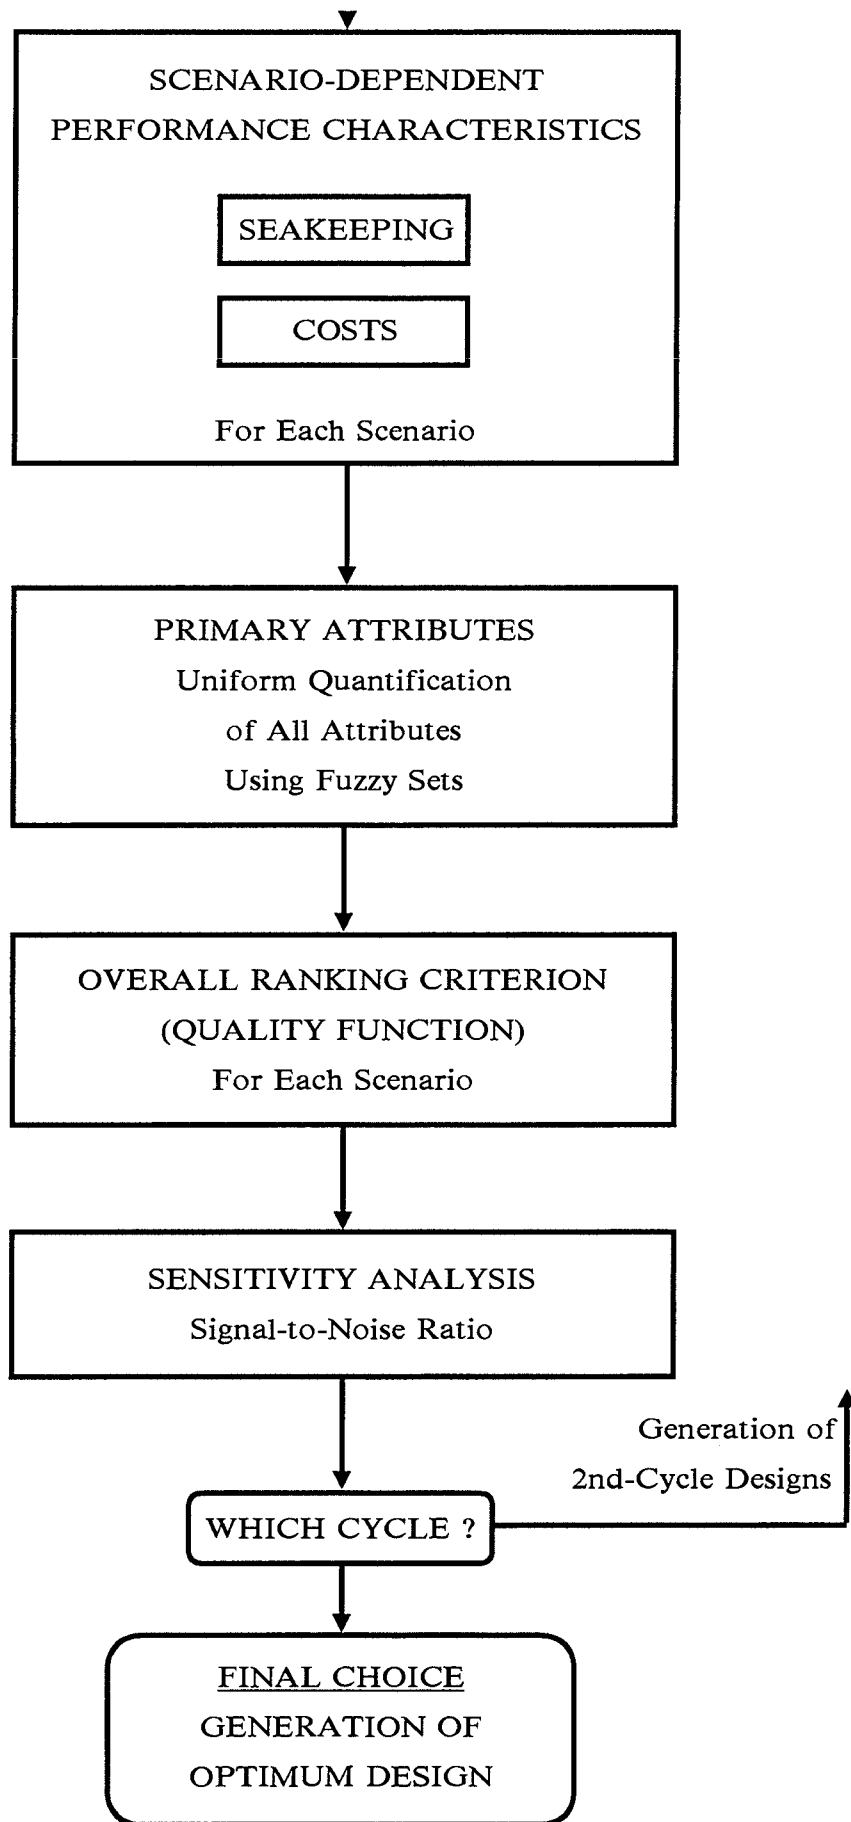 SCENARIO-DEPENDENT
PERFORMANCE CHARACTERISTICS
SEAKEEPING
COSTS
For Each Scenario
PRIMARY ATTRIBUTES
Uniform Quantification
of All Attributes
Using Fuzzy Sets
OVERALL RANKING CRITERION
(QUALITY FUNCTION)
For Each Scenario
SENSITIVITY ANALYSIS
Signal-to-Noise Ratio
Generation of
2nd-Cycle Designs
WHICH CYCLE ?
FINAL CHOICE
GENERATION OF
OPTIMUM DESIGN